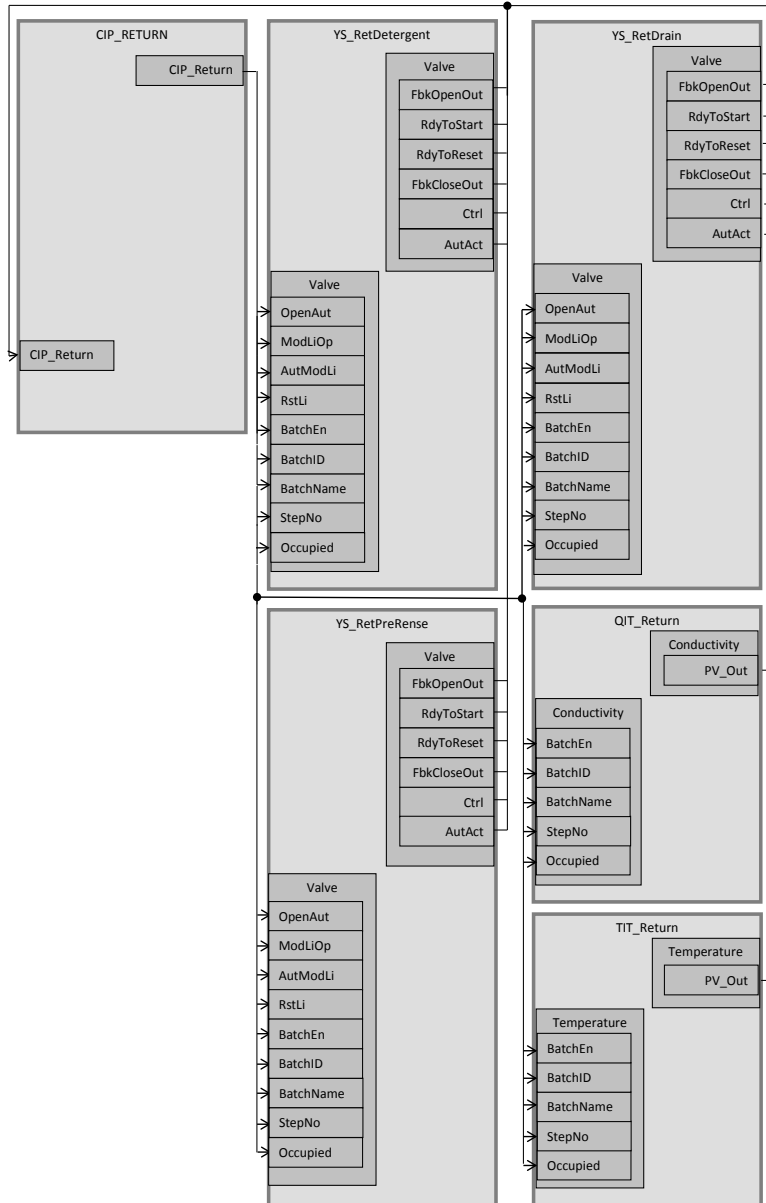 CIP_RETURN
CIP_Return
CIP_Return
YS_RetDetergent
Valve
FbkOpenOut
RdyToStart
RdyToReset
FbkCloseOut
Ctrl
AutAct
Valve
OpenAut
ModLiOp
AutModLi
RstLi
BatchEn
BatchID
BatchName
StepNo
Occupied
YS_RetDrain
Valve
FbkOpenOut
RdyToStart
RdyToReset
FbkCloseOut
Ctrl
AutAct
Valve
OpenAut
ModLiOp
AutModLi
RstLi
BatchEn
BatchID
BatchName
StepNo
Occupied
YS_RetPreRense
Valve
FbkOpenOut
RdyToStart
RdyToReset
FbkCloseOut
Ctrl
AutAct
Valve
OpenAut
ModLiOp
AutModLi
RstLi
BatchEn
BatchID
BatchName
StepNo
Occupied
QIT_Return
Conductivity
PV_Out
Conductivity
BatchEn
BatchID
BatchName
StepNo
Occupied
TIT_Return
Temperature
PV_Out
Temperature
BatchEn
BatchID
BatchName
StepNo
Occupied